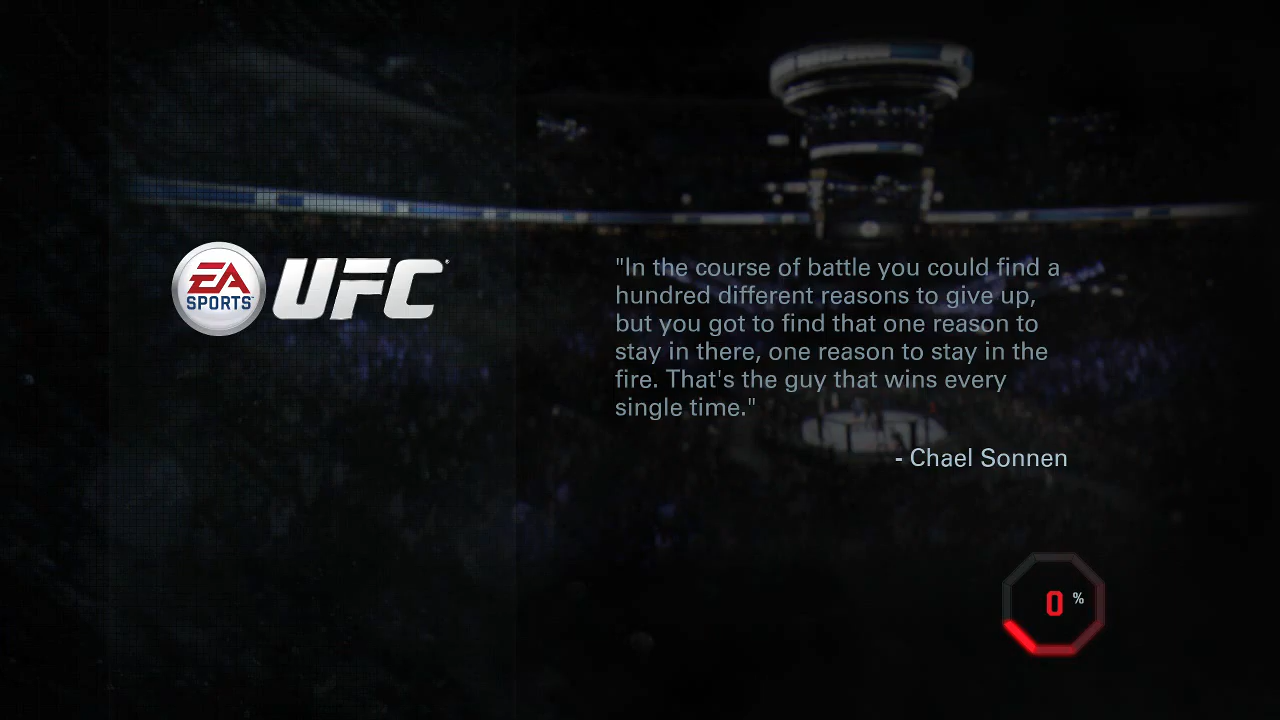 EA
SPORTS™
UFC®
"In the course of battle you could find a
hundred different reasons to give up,
but you got to find that one reason to
stay in there, one reason to stay in the
fire. That's the guy that wins every
single time."
- Chael Sonnen
0 %